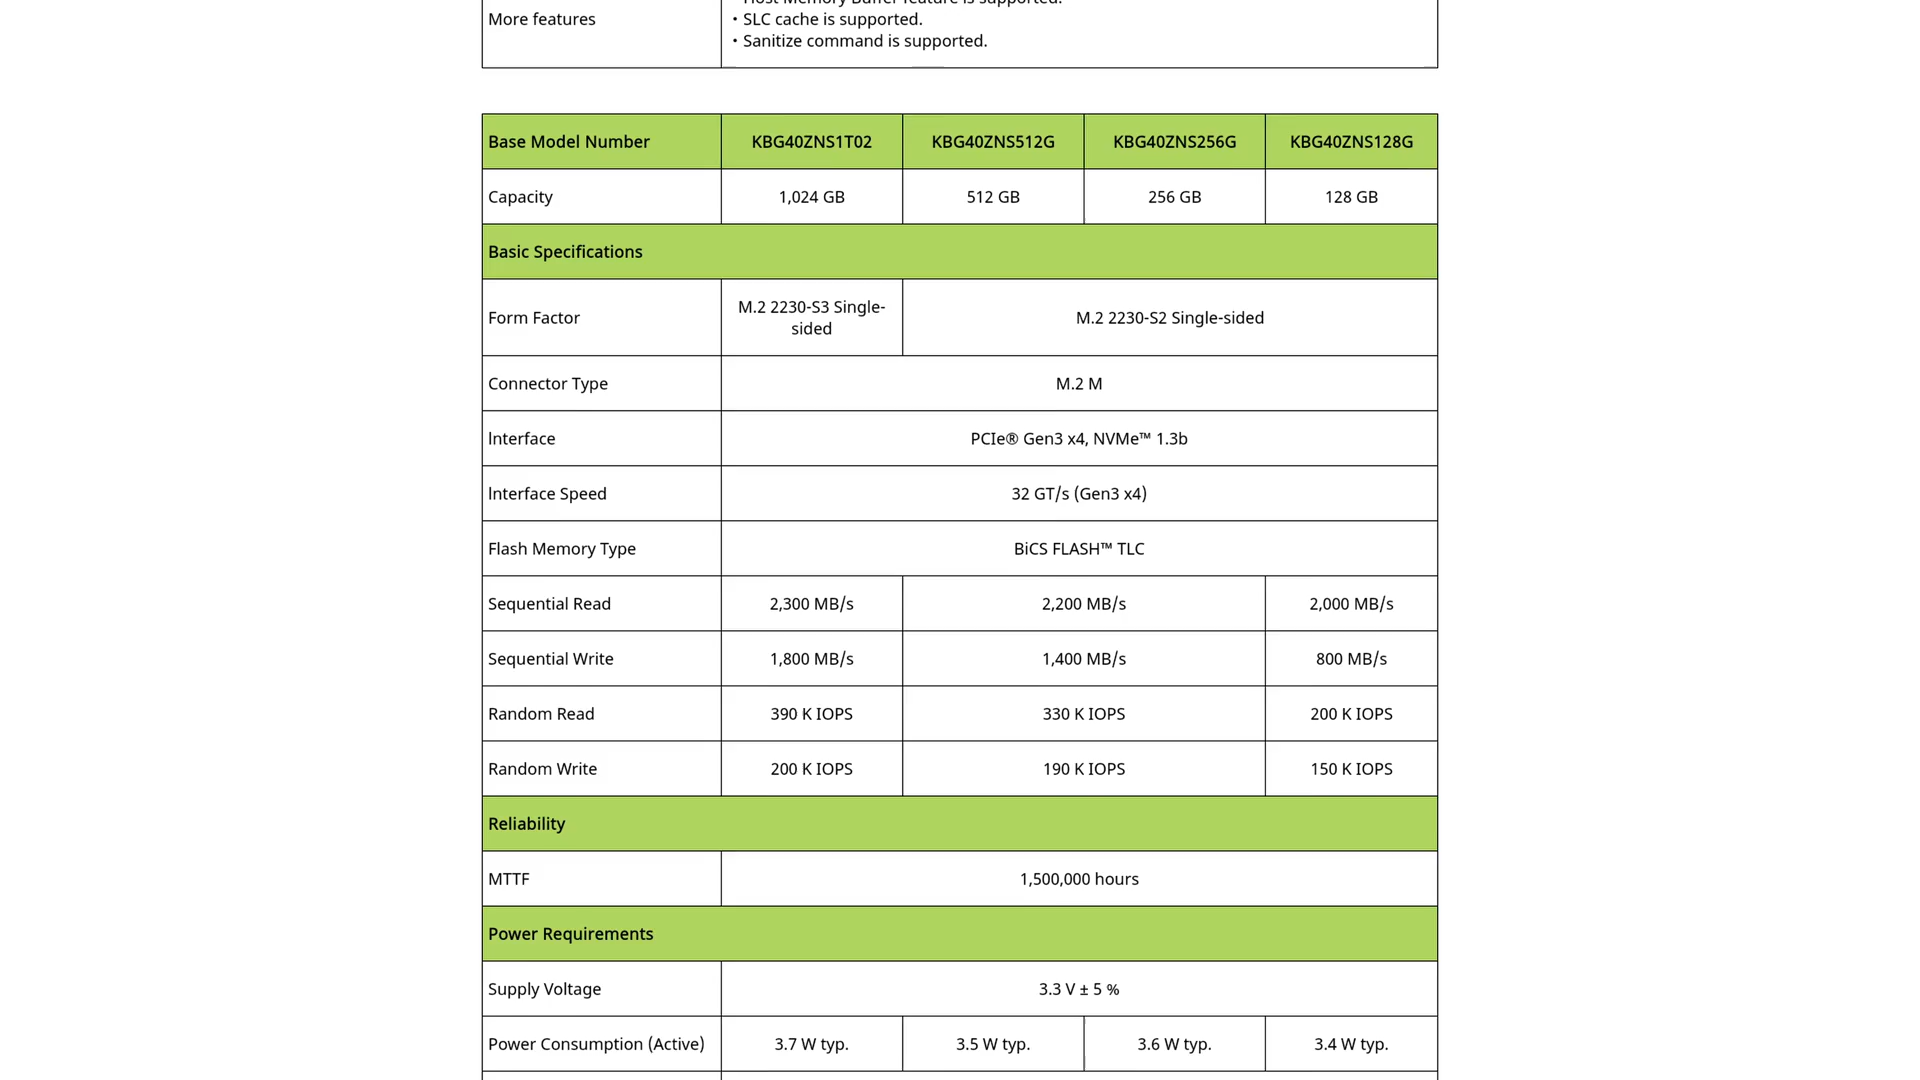 More features
・Host Memory Buffer feature is supported.
・SLC cache is supported.
・Sanitize command is supported.
Base Model Number KBG40ZNS1T02 KBG40ZNS512G KBG40ZNS256G KBG40ZNS128G
Capacity 1,024 GB 512 GB 256 GB 128 GB
Basic Specifications
Form Factor M.2 2230-S3 Single-
sided M.2 2230-S2 Single-sided
Connector Type M.2 M
Interface PCIe® Gen3 x4, NVMe™ 1.3b
Interface Speed 32 GT/s (Gen3 x4)
Flash Memory Type BiCS FLASH™ TLC
Sequential Read 2,300 MB/s 2,200 MB/s 2,000 MB/s
Sequential Write 1,800 MB/s 1,400 MB/s 800 MB/s
Random Read 390 K IOPS 330 K IOPS 200 K IOPS
Random Write 200 K IOPS 190 K IOPS 150 K IOPS
Reliability
MTTF 1,500,000 hours
Power Requirements
Supply Voltage 3.3 V ± 5 %
Power Consumption (Active) 3.7 W typ. 3.5 W typ. 3.6 W typ. 3.4 W typ.